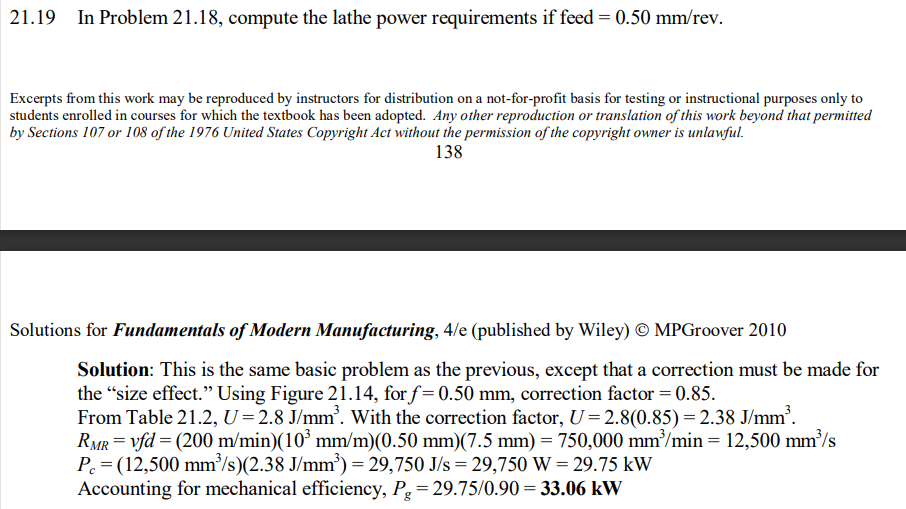 21.19 In Problem 21.18, compute the lathe power requirements if feed = 0.50 mm/rev.
Excerpts from this work may be reproduced by instructors for distribution on a not-for-profit basis for testing or instructional purposes only to
students enrolled in courses for which the textbook has been adopted. Any other reproduction or translation of this work beyond that permitted
by Sections 107 or 108 of the 1976 United States Copyright Act without the permission of the copyright owner is unlawful.
138
Solutions for Fundamentals of Modern Manufacturing, 4/e (published by Wiley) © MPGroover 2010
Solution: This is the same basic problem as the previous, except that a correction must be made for
the “size effect.” Using Figure 21.14, for f = 0.50 mm, correction factor = 0.85.
From Table 21.2, U = 2.8 J/mm³. With the correction factor, U = 2.8(0.85) = 2.38 J/mm³.
R_MR = vfd = (200 m/min)(10³ mm/m)(0.50 mm)(7.5 mm) = 750,000 mm³/min = 12,500 mm³/s
P_c = (12,500 mm³/s)(2.38 J/mm³) = 29,750 J/s = 29,750 W = 29.75 kW
Accounting for mechanical efficiency, P_g = 29.75/0.90 = 33.06 kW